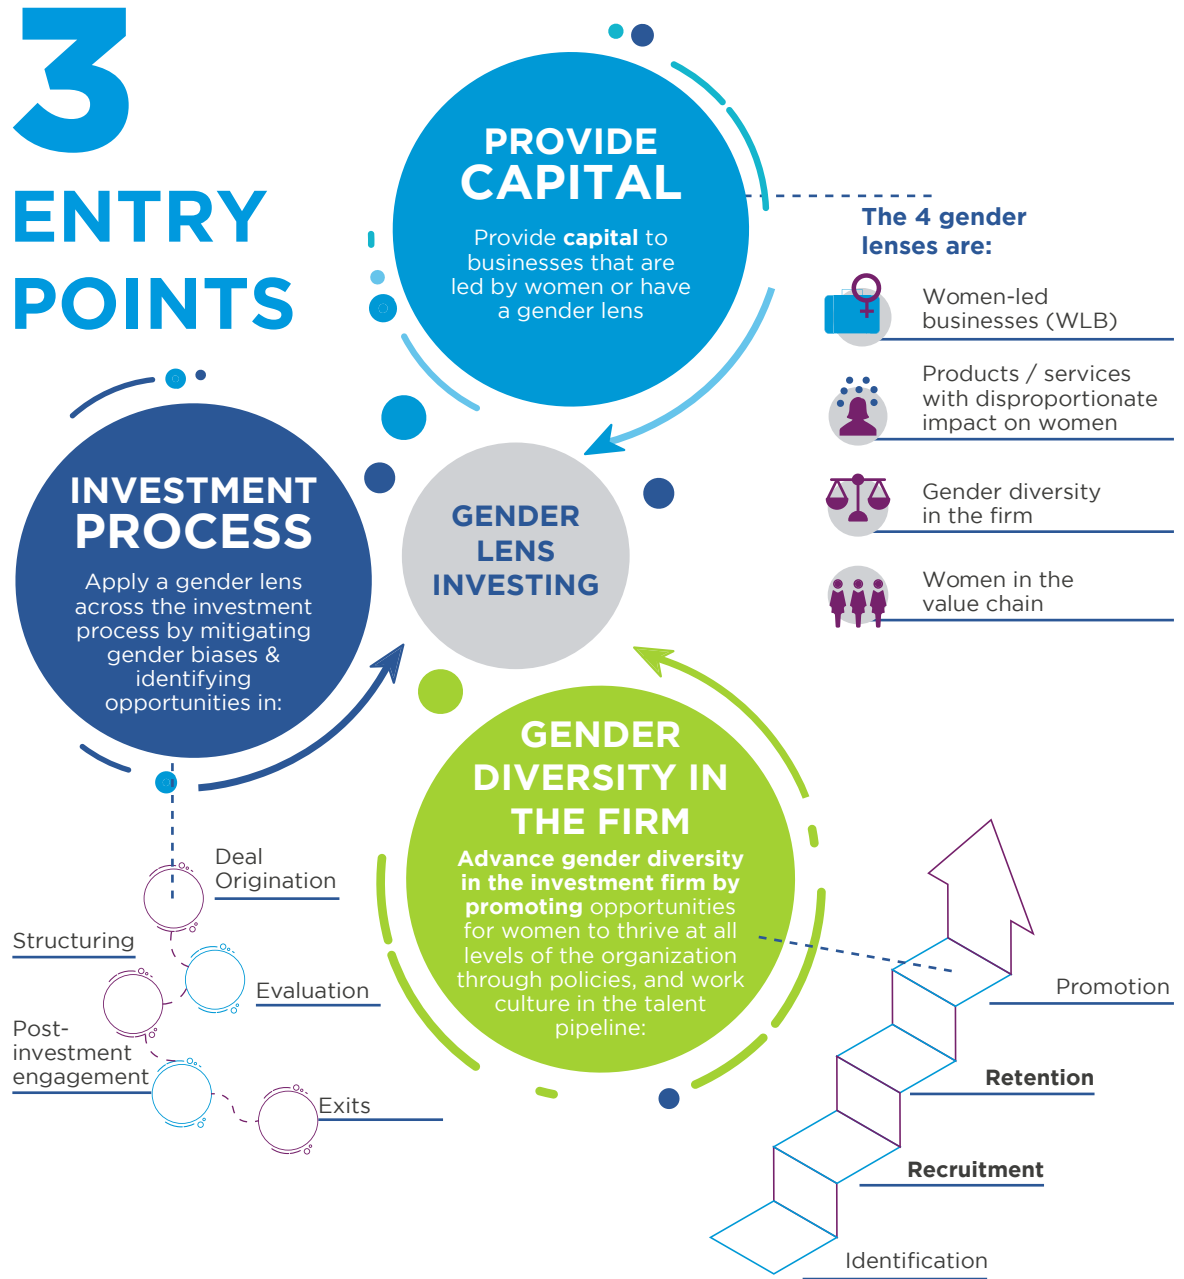 3
ENTRY
POINTS
PROVIDE
CAPITAL
Provide capital to
businesses that are
led by women or have
a gender lens
The 4 gender
lenses are:
Women-led
businesses (WLB)
Products / services
with disproportionate
impact on women
Gender diversity
in the firm
Women in the
value chain
GENDER
LENS
INVESTING
INVESTMENT
PROCESS
Apply a gender lens
across the investment
process by mitigating
gender biases &
identifying
opportunities in:
Deal
Origination
Evaluation
Structuring
Post-
investment
engagement
Exits
GENDER
DIVERSITY IN
THE FIRM
Advance gender diversity
in the investment firm by
promoting opportunities
for women to thrive at all
levels of the organization
through policies, and work
culture in the talent
pipeline:
Promotion
Retention
Recruitment
Identification